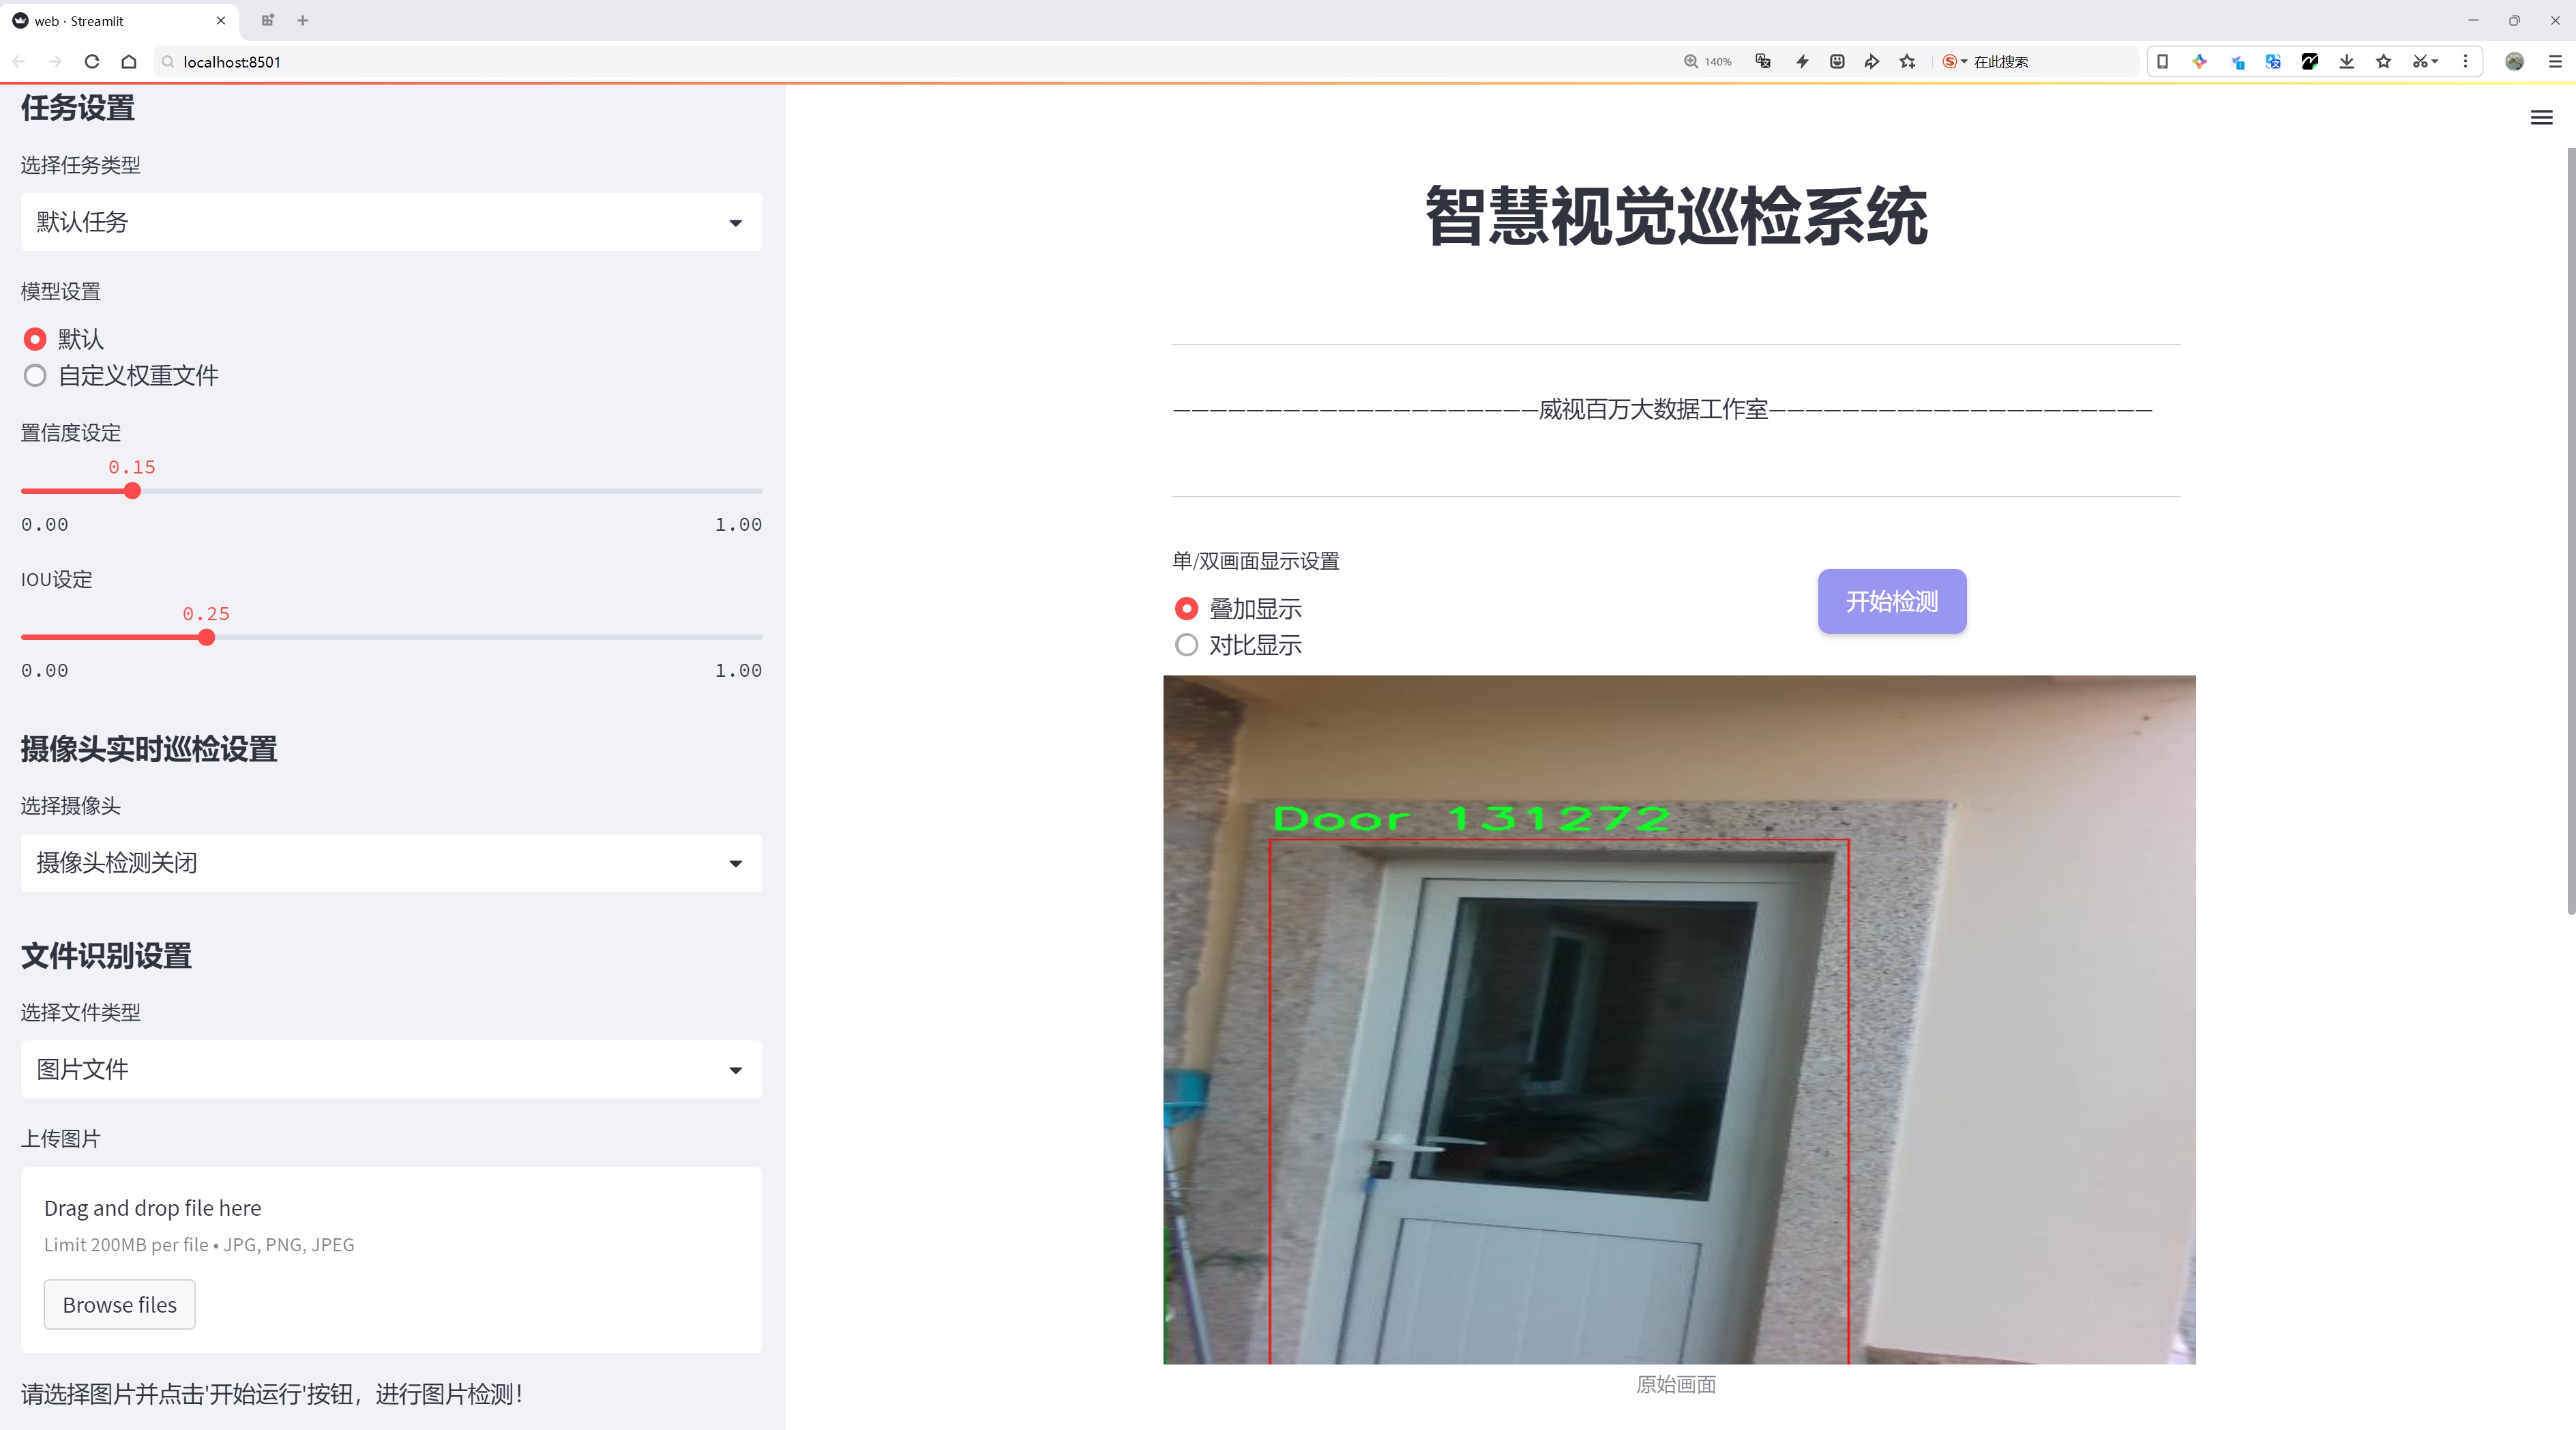 web · Streamlit
localhost:8501
140%
在此搜索
任务设置
选择任务类型
默认任务
模型设置
默认
自定义权重文件
置信度设定
0.15
0.00
1.00
IOU设定
0.25
0.00
1.00
摄像头实时巡检设置
选择摄像头
摄像头检测关闭
文件识别设置
选择文件类型
图片文件
上传图片
Drag and drop file here
Limit 200MB per file • JPG, PNG, JPEG
Browse files
请选择图片并点击'开始运行'按钮，进行图片检测！
智慧视觉巡检系统
————————————————————威视百万大数据工作室—————————————————————
单/双画面显示设置
叠加显示
对比显示
开始检测
Door 131272
原始画面